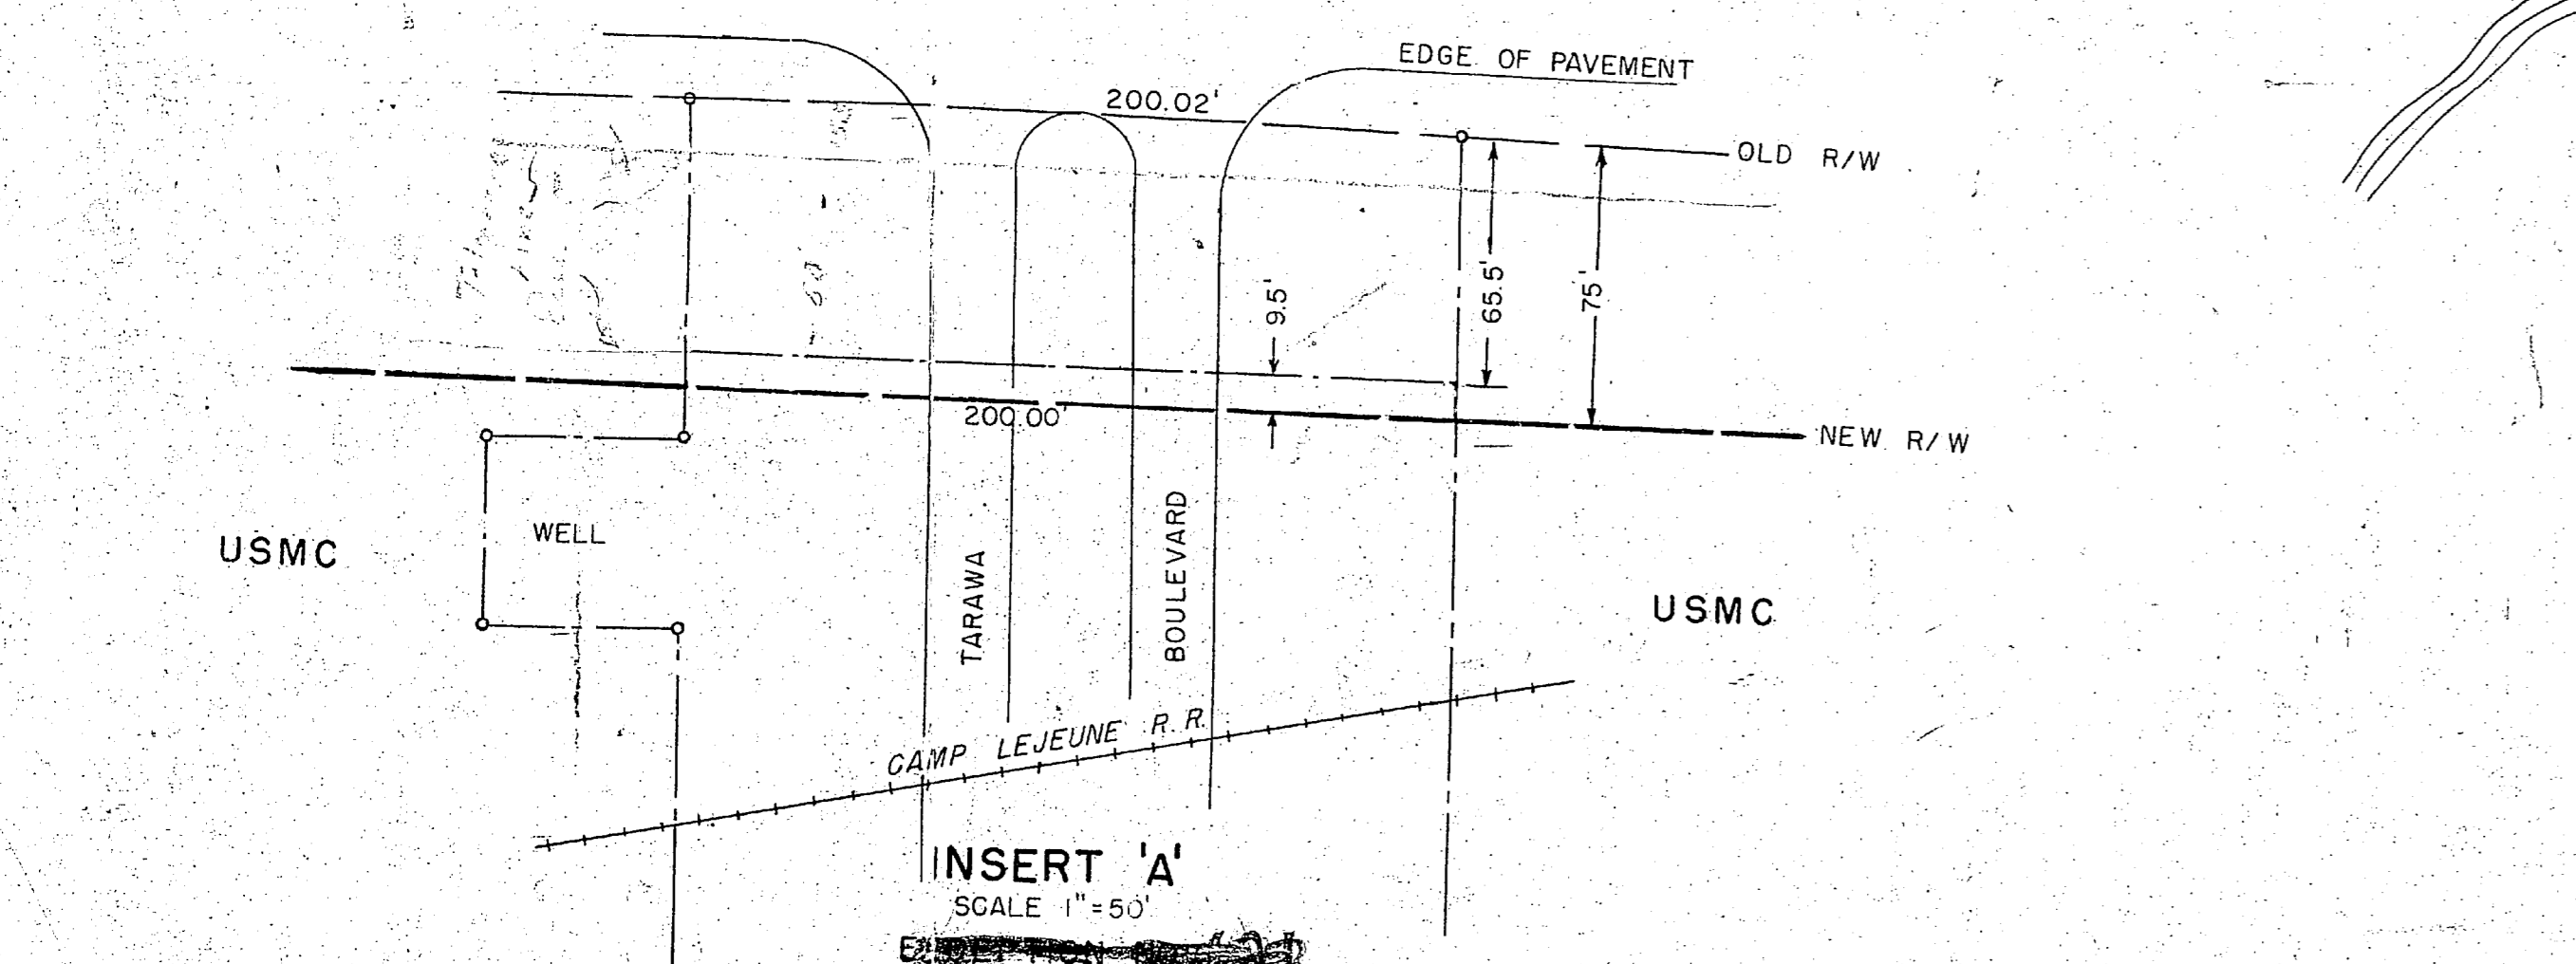 EDGE OF PAVEMENT
200.02'
OLD R/W
9.5'
65.5'
75'
200.00'
NEW R/W
USMC
WELL
TARAWA
BOULEVARD
USMC
CAMP LEJEUNE R.R.
INSERT 'A'
SCALE 1"=50'